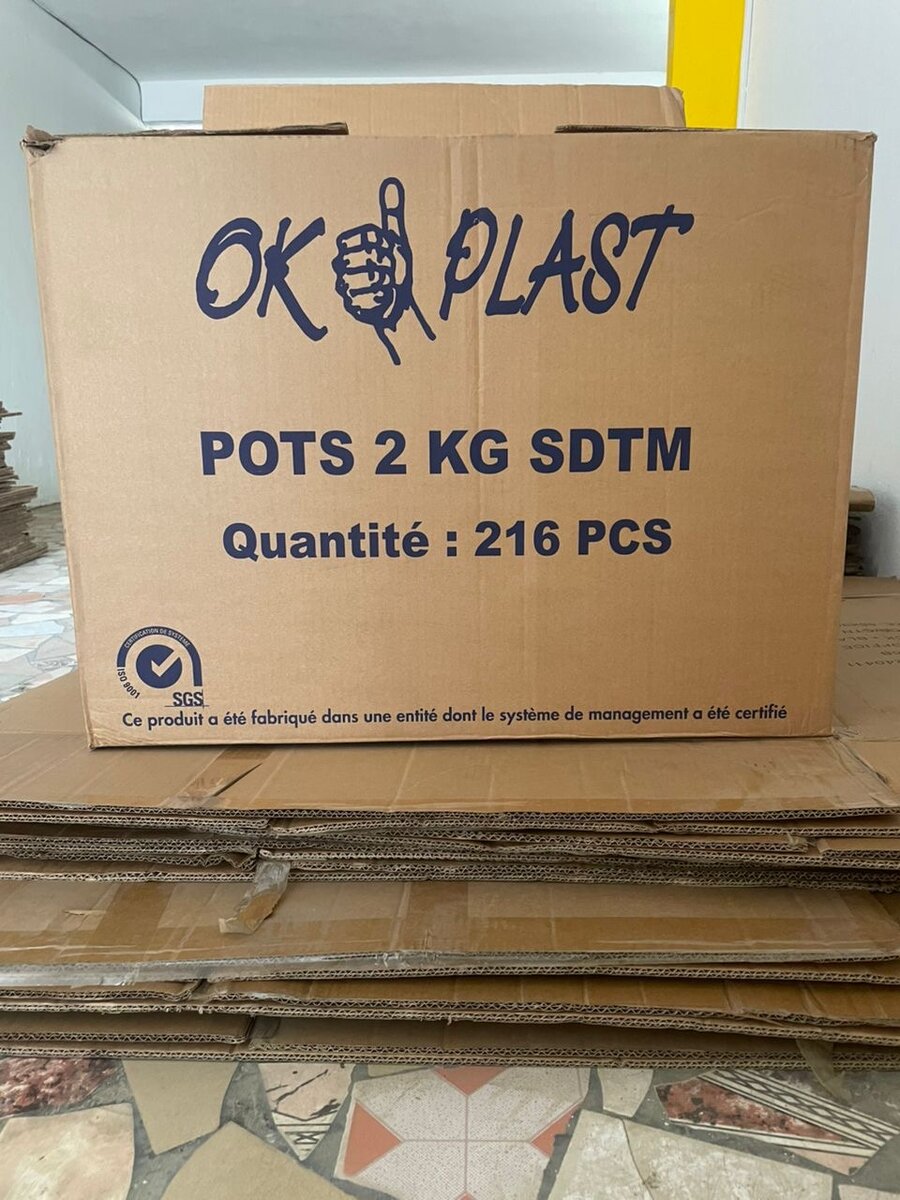 OK PLAST
POTS 2 KG SDTM
Quantité : 216 PCS
CERTIFICATION DE SYSTÈME
ISO 9001
SGS
Ce produit a été fabriqué dans une entité dont le système de management a été certifié